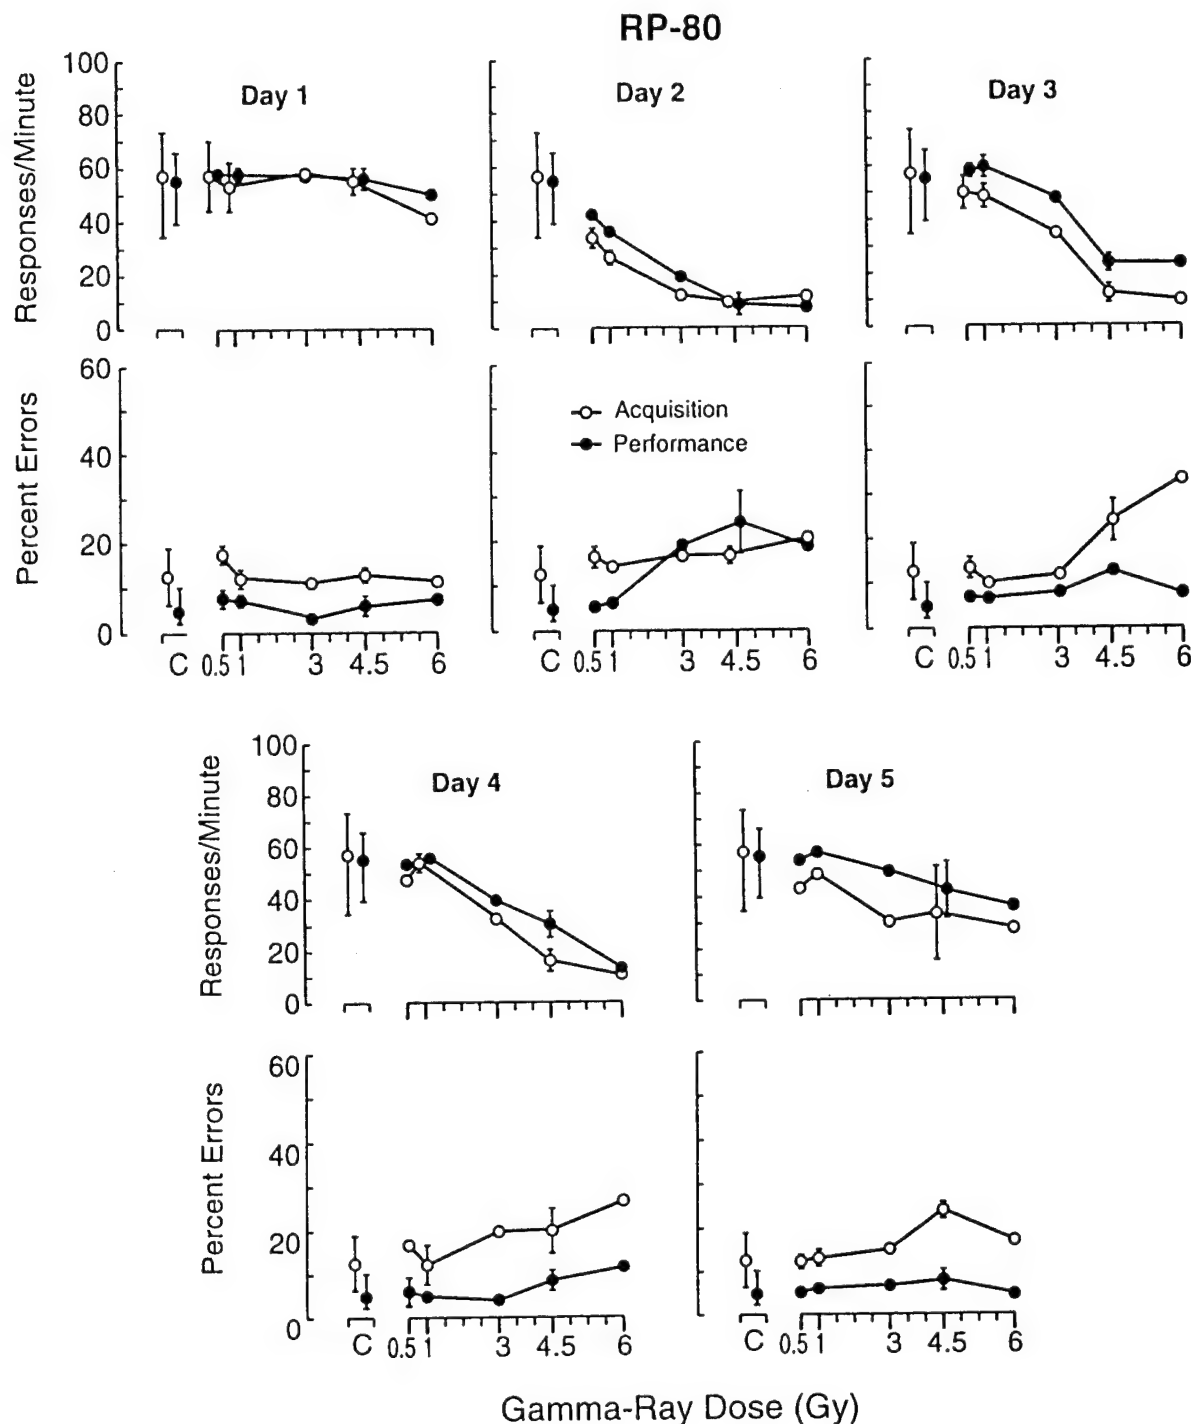 RP-80
Responses/Minute
100
80
60
40
20
0
Day 1
Day 2
Day 3
Percent Errors
60
40
20
0
Acquisition
Performance
C 0.5 1 3 4.5 6
C 0.5 1 3 4.5 6
C 0.5 1 3 4.5 6
Responses/Minute
100
80
60
40
20
0
Day 4
Day 5
Percent Errors
60
40
20
0
C 0.5 1 3 4.5 6
C 0.5 1 3 4.5 6
Gamma-Ray Dose (Gy)